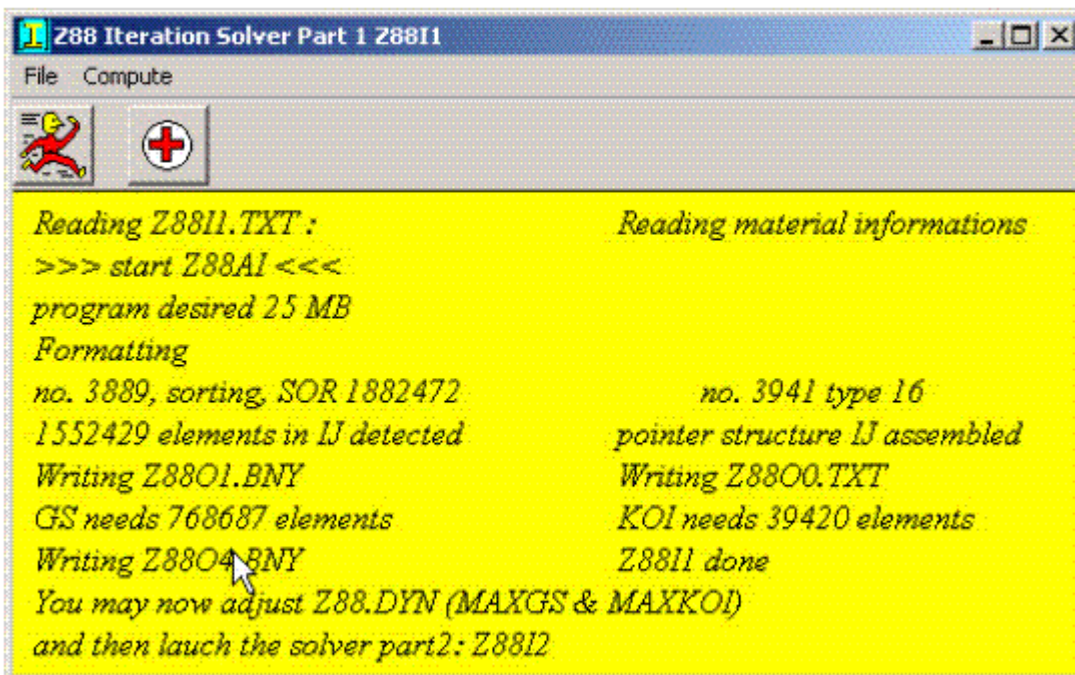 Z88 Iteration Solver Part 1 Z88I1
File Compute
Reading Z88I1.TXT : Reading material informations
>>> start Z88AI <<<
program desired 25 MB
Formatting
no. 3889, sorting, SOR 1882472 no. 3941 type 16
1552429 elements in IJ detected pointer structure IJ assembled
Writing Z88O1.BNY Writing Z88O0.TXT
GS needs 768687 elements KOI needs 39420 elements
Writing Z88O4.BNY Z88I1 done
You may now adjust Z88.DYN (MAXGS & MAXKOI)
and then lauch the solver part2: Z88I2